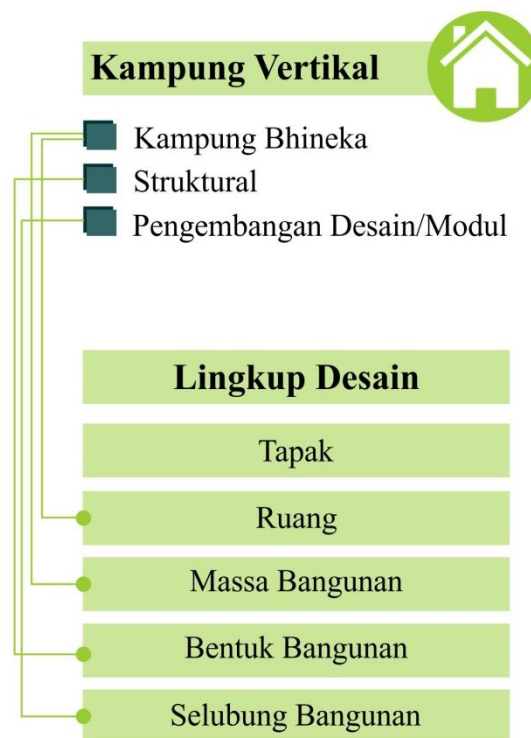 Kampung Vertikal
Kampung Bhineka
Struktural
Pengembangan Desain/Modul
Lingkup Desain
Tapak
Ruang
Massa Bangunan
Bentuk Bangunan
Selubung Bangunan